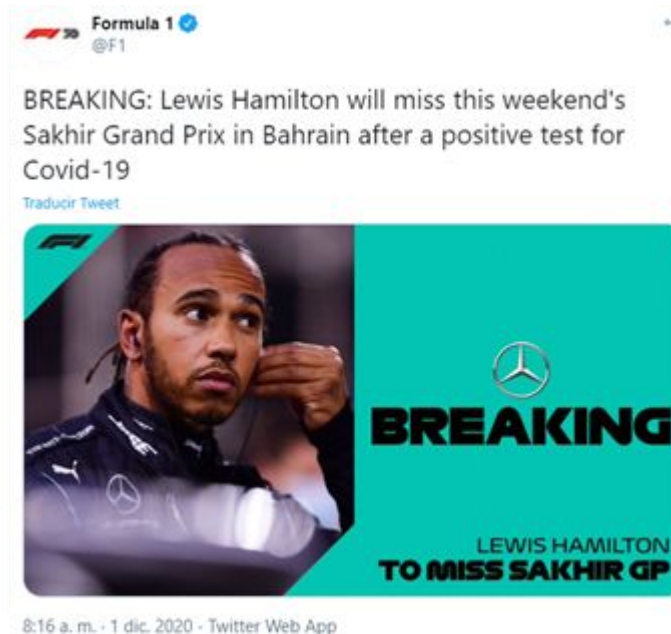 Formula 1
@F1
BREAKING: Lewis Hamilton will miss this weekend's
Sakhir Grand Prix in Bahrain after a positive test for
Covid-19
Traducir Tweet
BREAKING
LEWIS HAMILTON
TO MISS SAKHIR GP
8:16 a. m. · 1 dic. 2020 · Twitter Web App